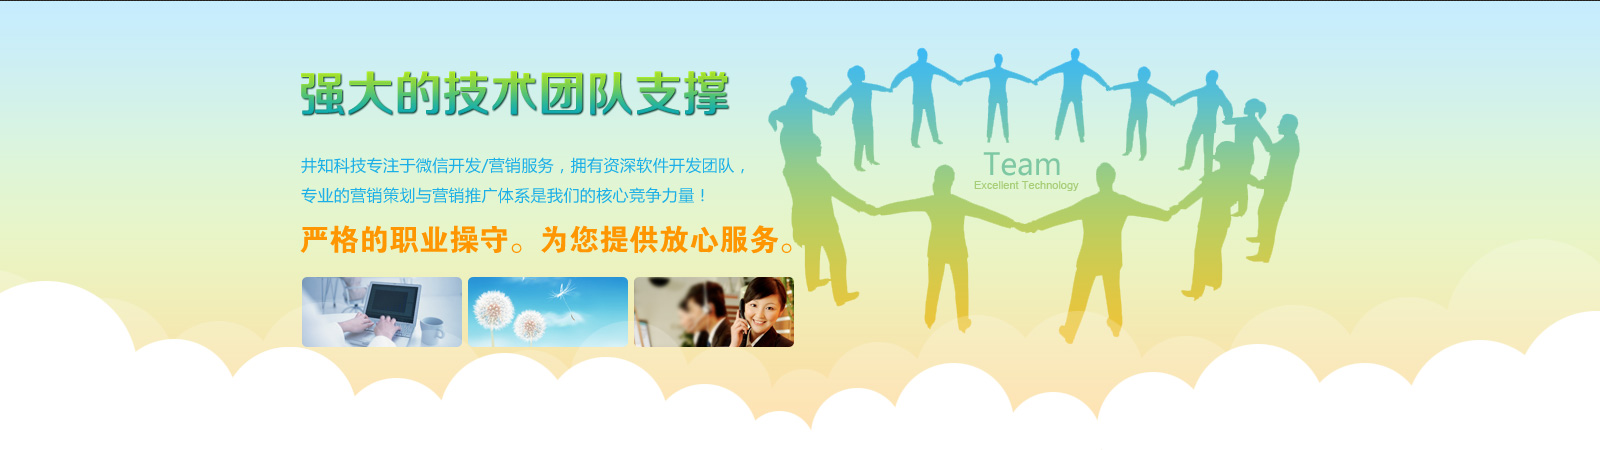 强大的技术团队支撑
井知科技专注于微信开发/营销服务，拥有资深软件开发团队，
专业的营销策划与营销推广体系是我们的核心竞争力量！
严格的职业操守。为您提供放心服务。
Team
Excellent Technology